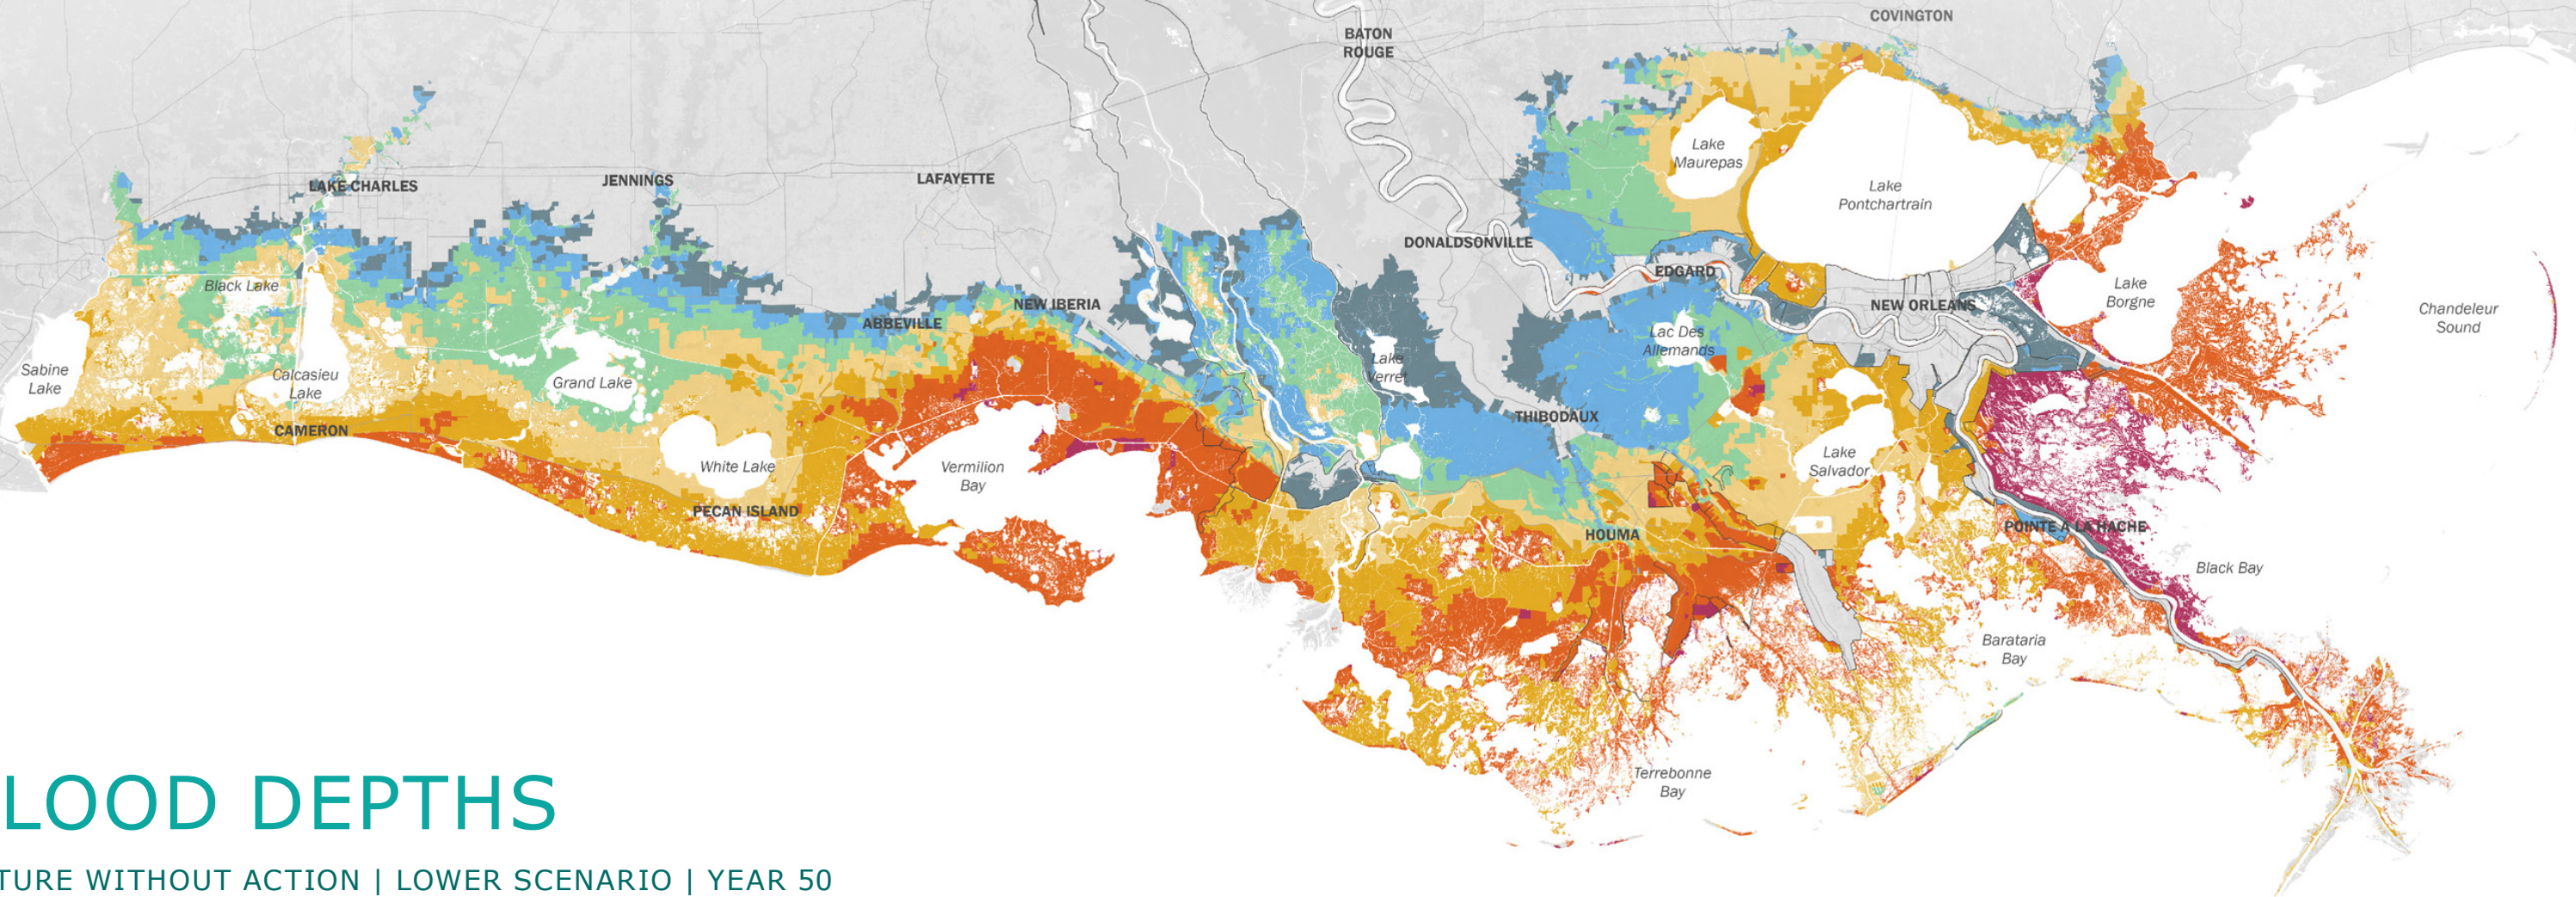 COVINGTON
BATON
ROUGE
Lake
Maurepas
LAKE CHARLES
JENNINGS
LAFAYETTE
Lake
Pontchartrain
DONALDSONVILLE
EDGARD
Black Lake
NEW IBERIA
NEW ORLEANS
Lake
Borgne
Chandeleur
Sound
ABBEVILLE
Lac Des
Allemands
Sabine
Lake
Calcasieu
Lake
Grand Lake
Lake
Verret
CAMERON
THIBODAUX
White Lake
Vermilion
Bay
Lake
Salvador
PECAN ISLAND
HOUMA
POINTE A LA HACHE
Black Bay
Barataria
Bay
Terrebonne
Bay
LOOD DEPTHS
TURE WITHOUT ACTION | LOWER SCENARIO | YEAR 50